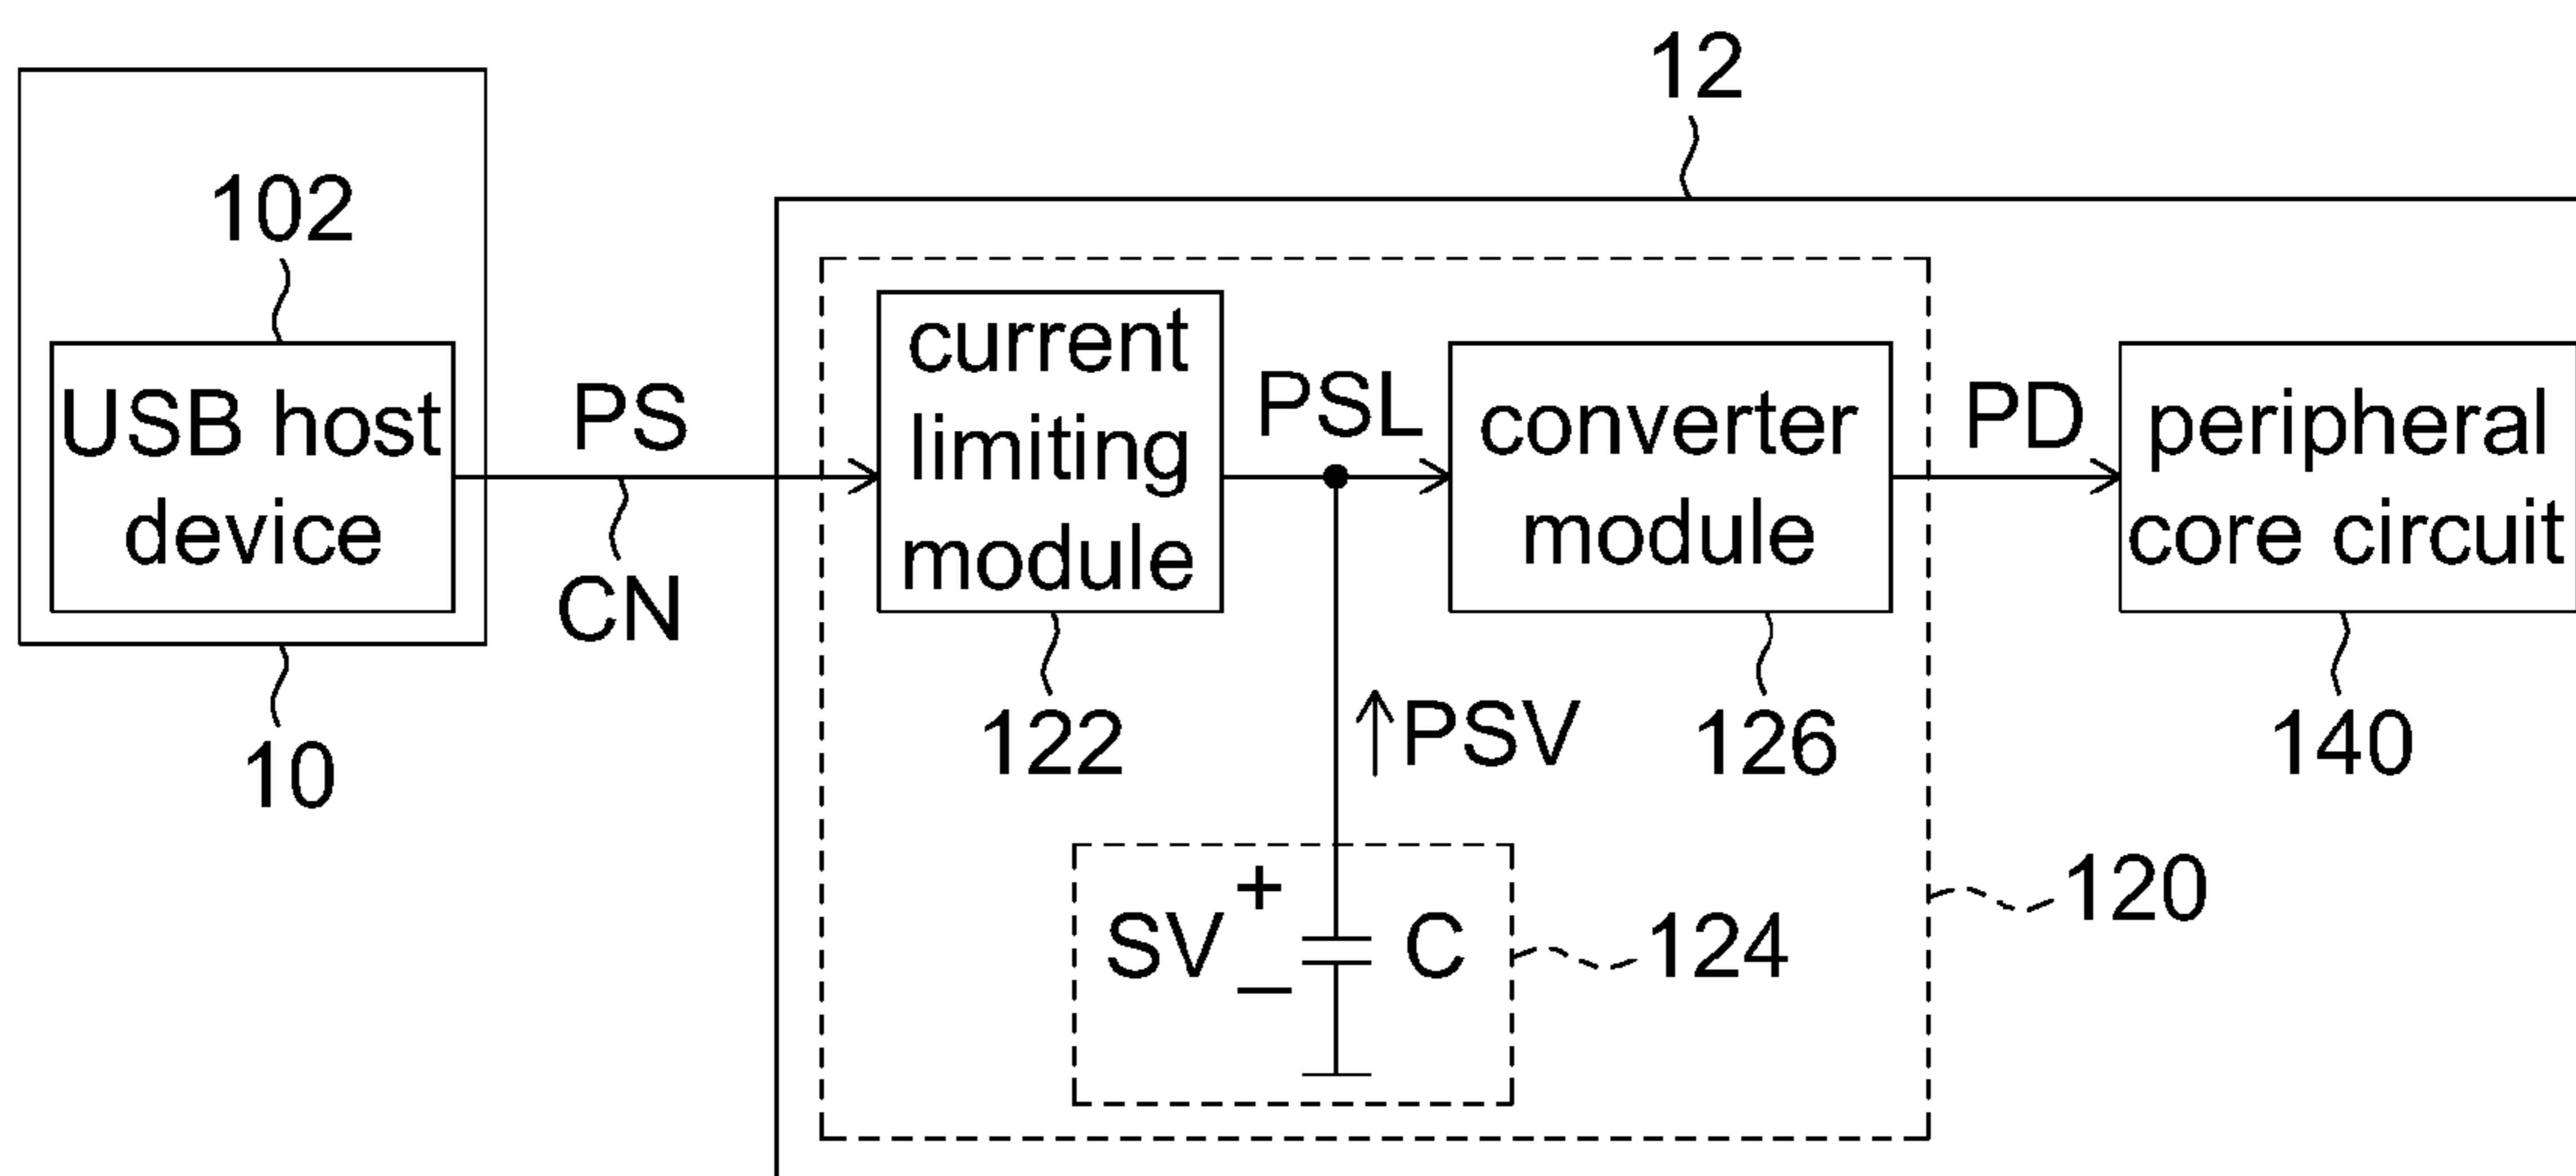 12
102
USB host
device
PS
CN
10
current
limiting
module
122
PSL
converter
module
126
PD
peripheral
core circuit
140
PSV
SV
+
–
C
124
120